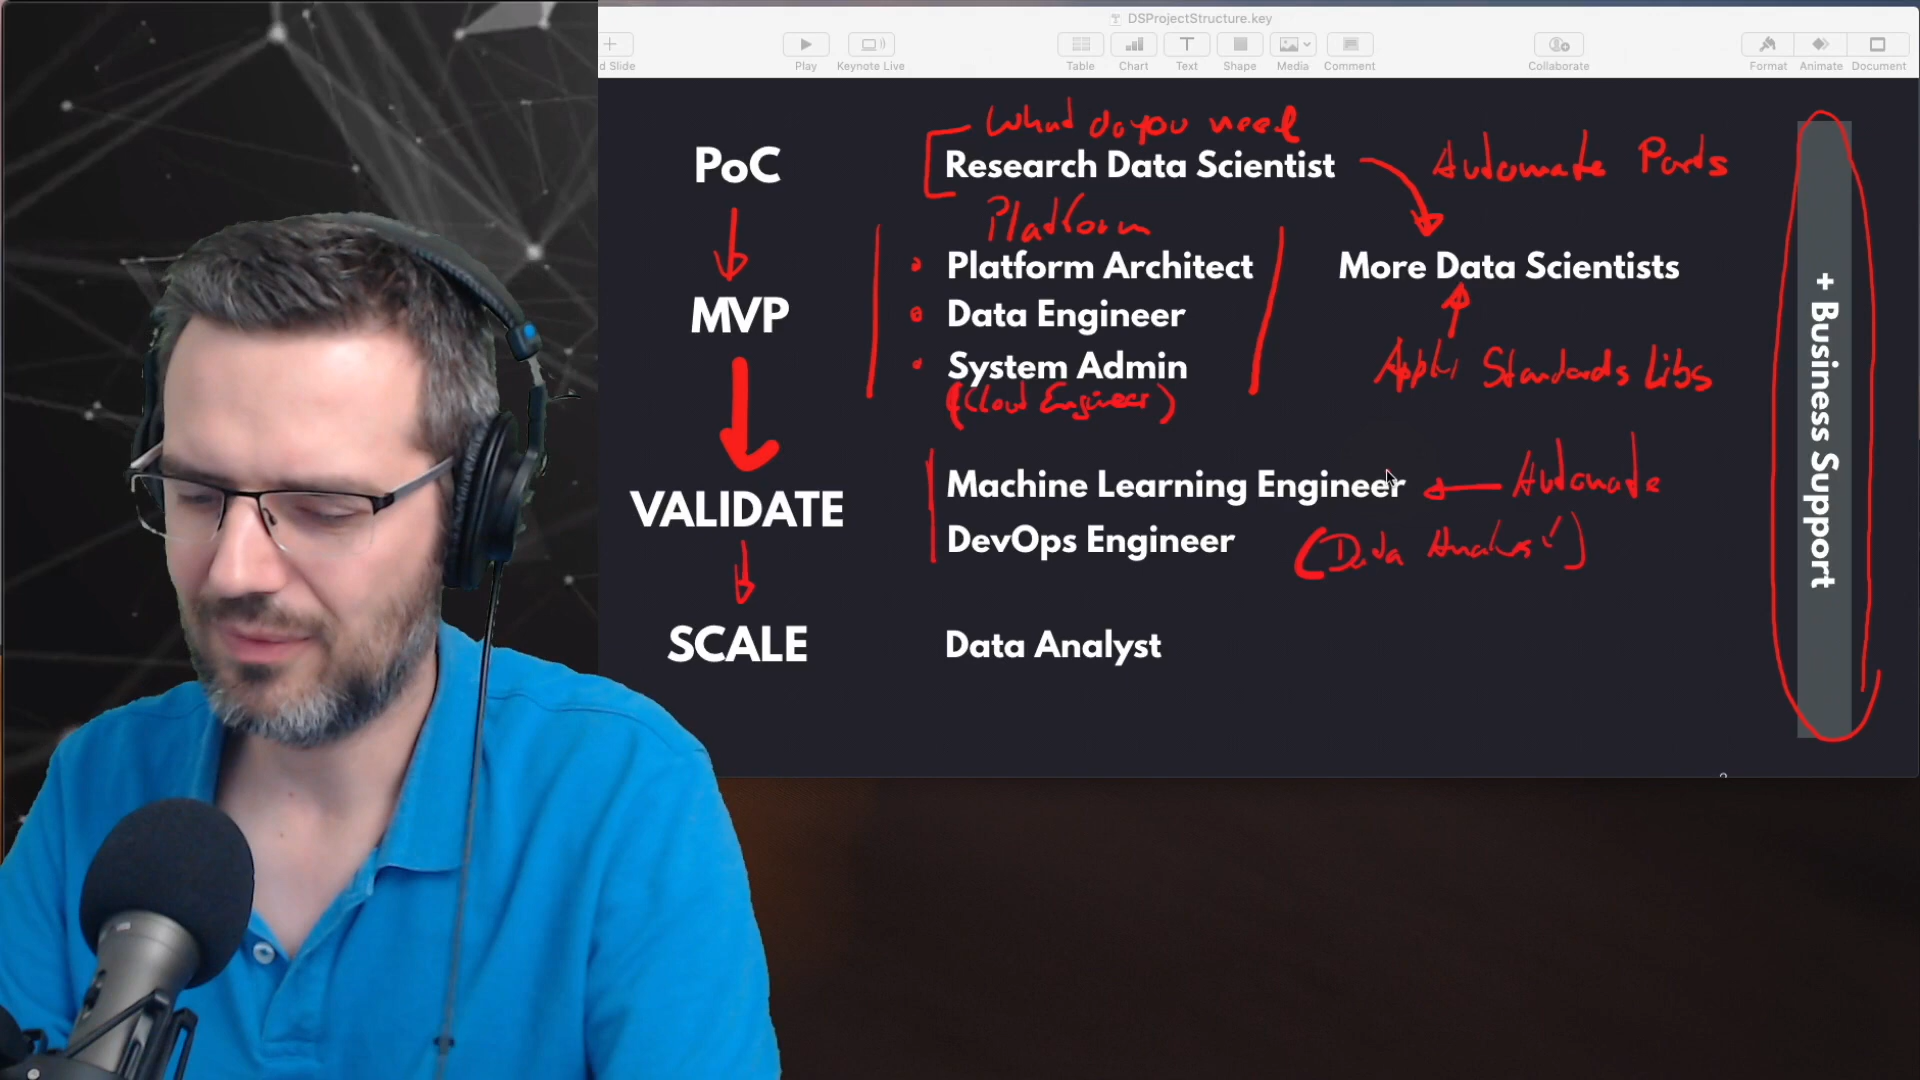 DSProjectStructure.key
d Slide
Play
Keynote Live
Table
Chart
Text
Shape
Media
Comment
Collaborate
Format
Animate
Document
What do you need
PoC
Research Data Scientist
Automate Parts
Platform
Platform Architect
More Data Scientists
MVP
Data Engineer
System Admin
Standards Libs
(Cloud Engineer)
Machine Learning Engineer
Automate
VALIDATE
DevOps Engineer
(Data
SCALE
Data Analyst
+ Business Support